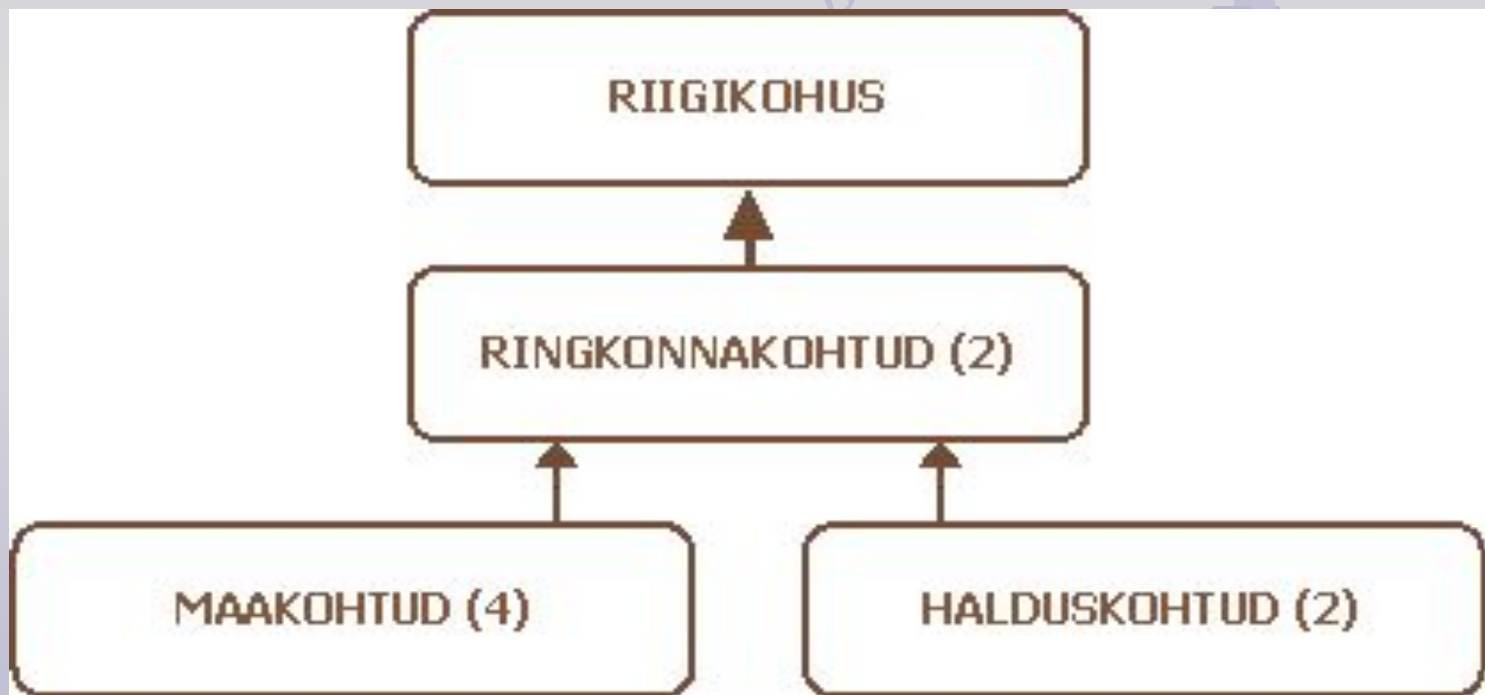 RIIGIKOHUS
RINGKONNAKOHTUD (2)
MAAKOHTUD (4)
HALDUSKOHTUD (2)